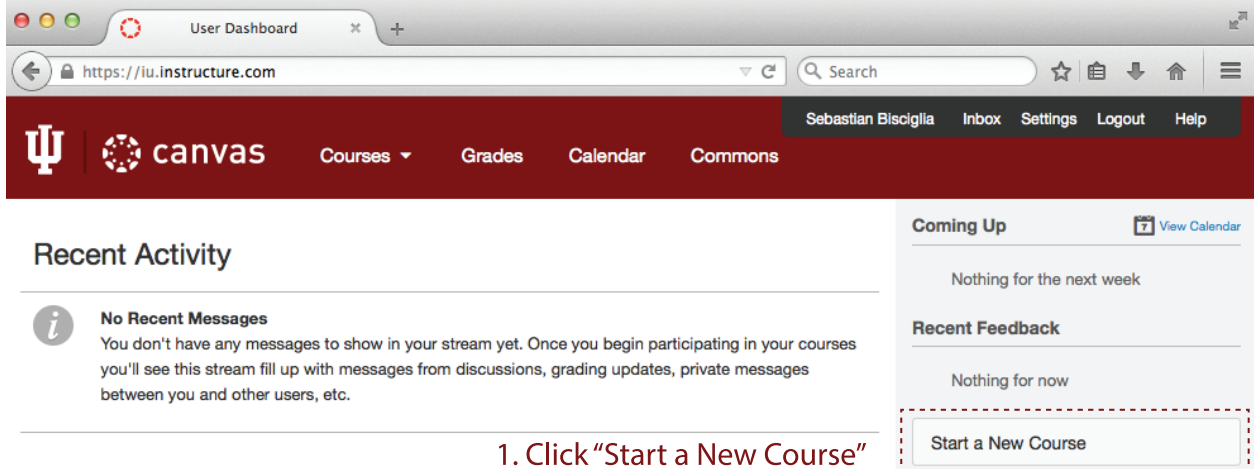 User Dashboard
https://iu.instructure.com
Search
Sebastian Bisciglia Inbox Settings Logout Help
canvas Courses Grades Calendar Commons
Coming Up 7 View Calendar
Recent Activity
Nothing for the next week
No Recent Messages
You don't have any messages to show in your stream yet. Once you begin participating in your courses
you'll see this stream fill up with messages from discussions, grading updates, private messages
between you and other users, etc.
Recent Feedback
Nothing for now
Start a New Course
1. Click “Start a New Course”